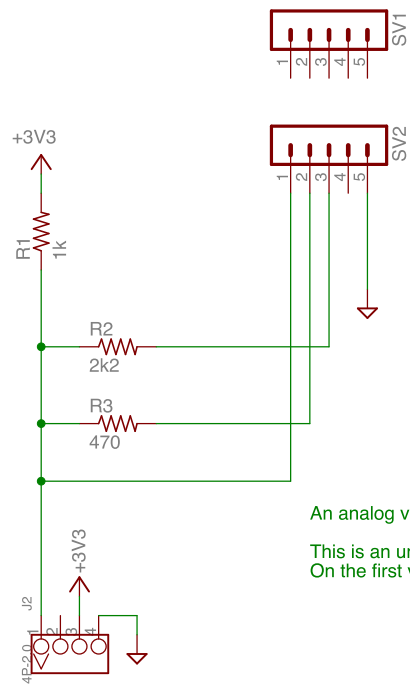 SV1
1 2 3 4 5
SV2
1 2 3 4 5
+3V3
R1
1k
R2
2k2
R3
470
An analog
+3V3
This is an
On the first
J2
1 2 3 4
4P-2.0